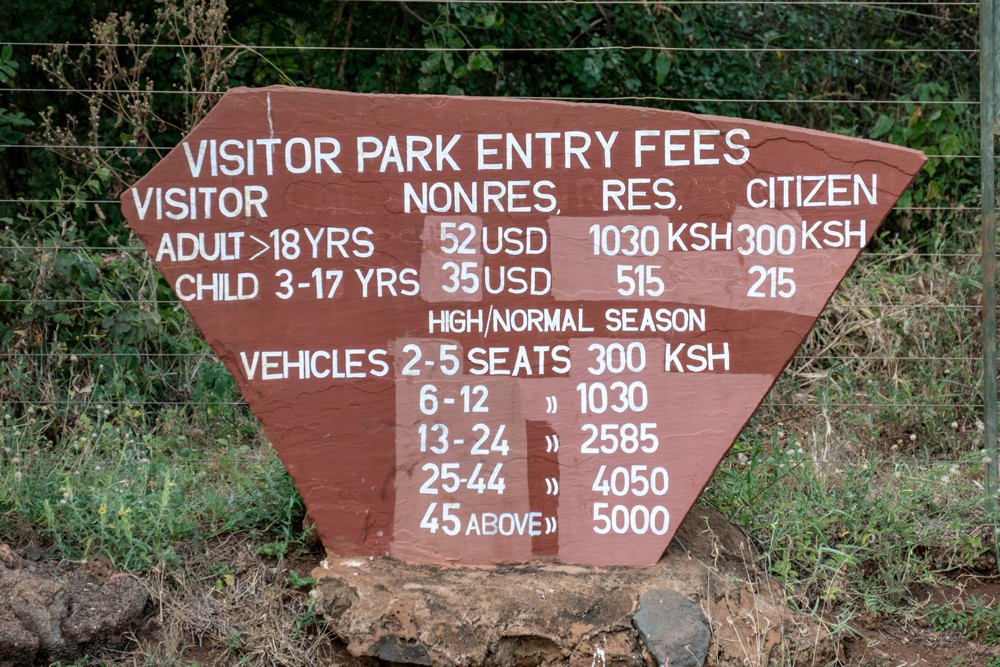 VISITOR PARK ENTRY FEES
VISITOR NONRES, RES, CITIZEN
ADULT >18YRS 52 USD 1030 KSH 300 KSH
CHILD 3-17 YRS 35 USD 515 215
HIGH/NORMAL SEASON
VEHICLES 2-5 SEATS 300 KSH
6-12 » 1030
13-24 » 2585
25-44 » 4050
45 ABOVE » 5000